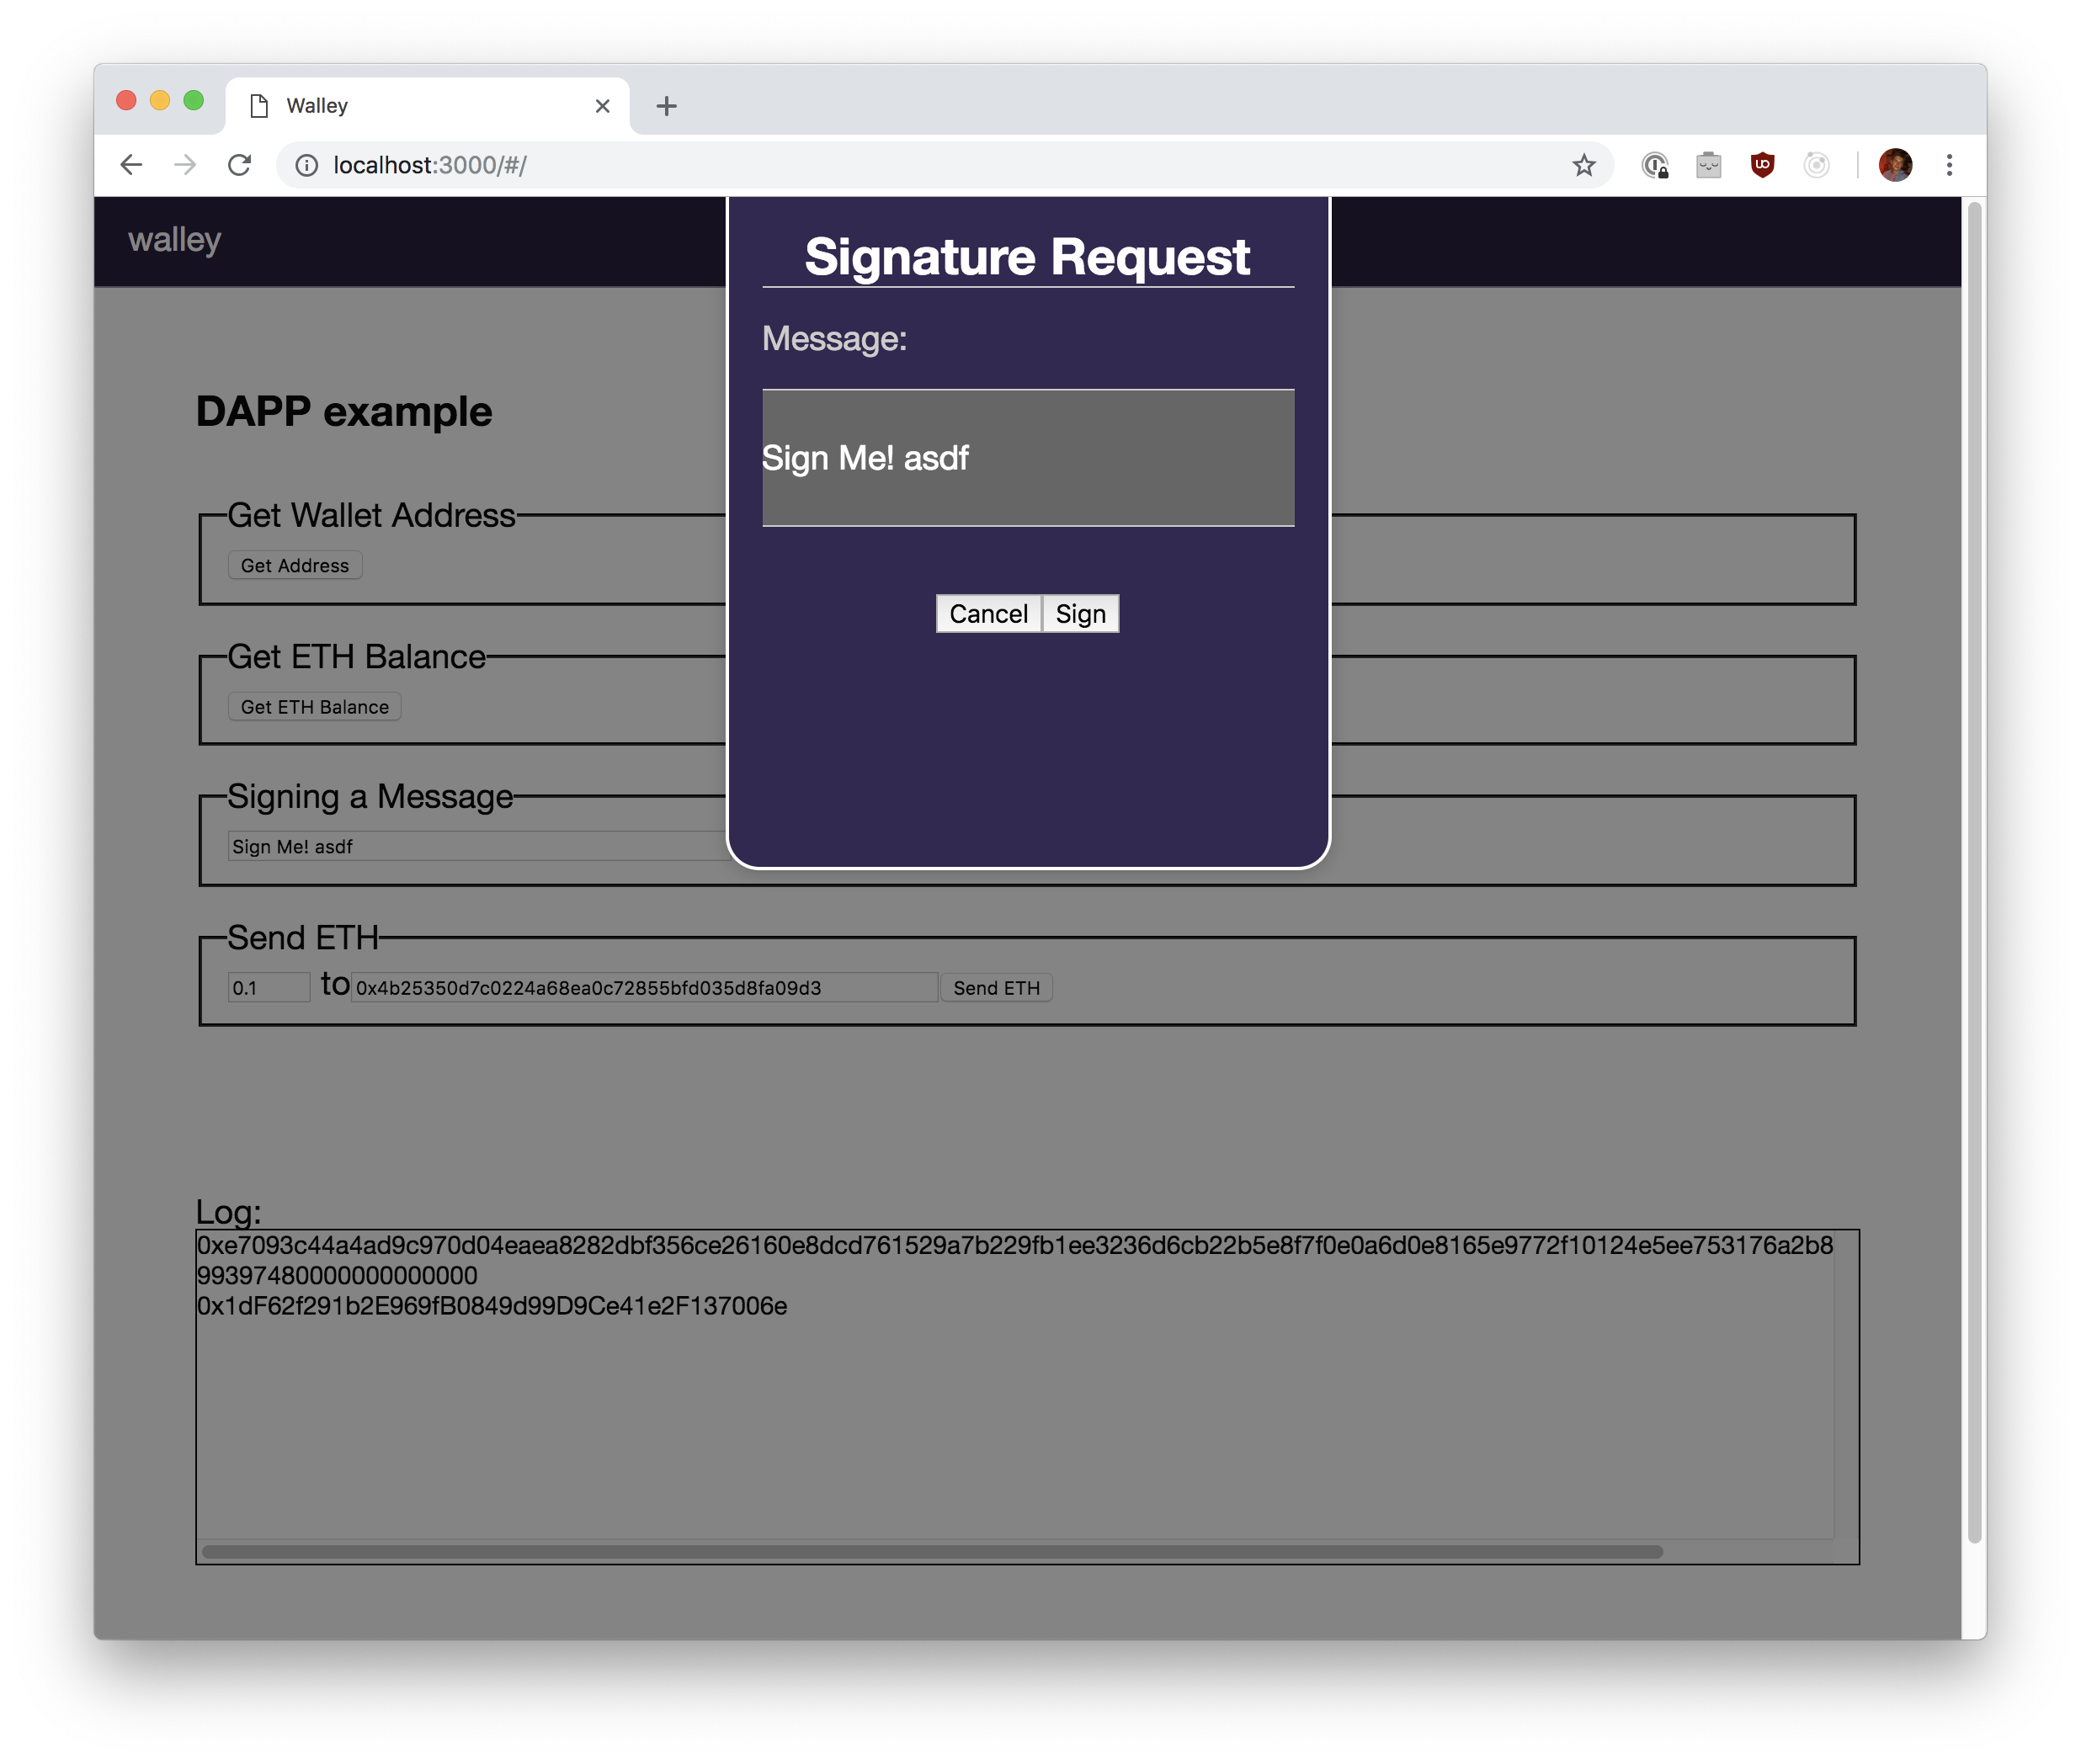 Walley
localhost:3000/#/
walley
Signature Request
Message:
Sign Me! asdf
Cancel Sign
DAPP example
Get Wallet Address
Get Address
Get ETH Balance
Get ETH Balance
Signing a Message
Sign Me! asdf
Send ETH
0.1 to 0x4b25350d7c0224a68ea0c72855bfd035d8fa09d3 Send ETH
Log:
0xe7093c44a4ad9c970d04eaea8282dbf356ce26160e8dcd761529a7b229fb1ee3236d6cb22b5e8f7f0e0a6d0e8165e9772f10124e5ee753176a2b8
99397480000000000000
0x1dF62f291b2E969fB0849d99D9Ce41e2F137006e